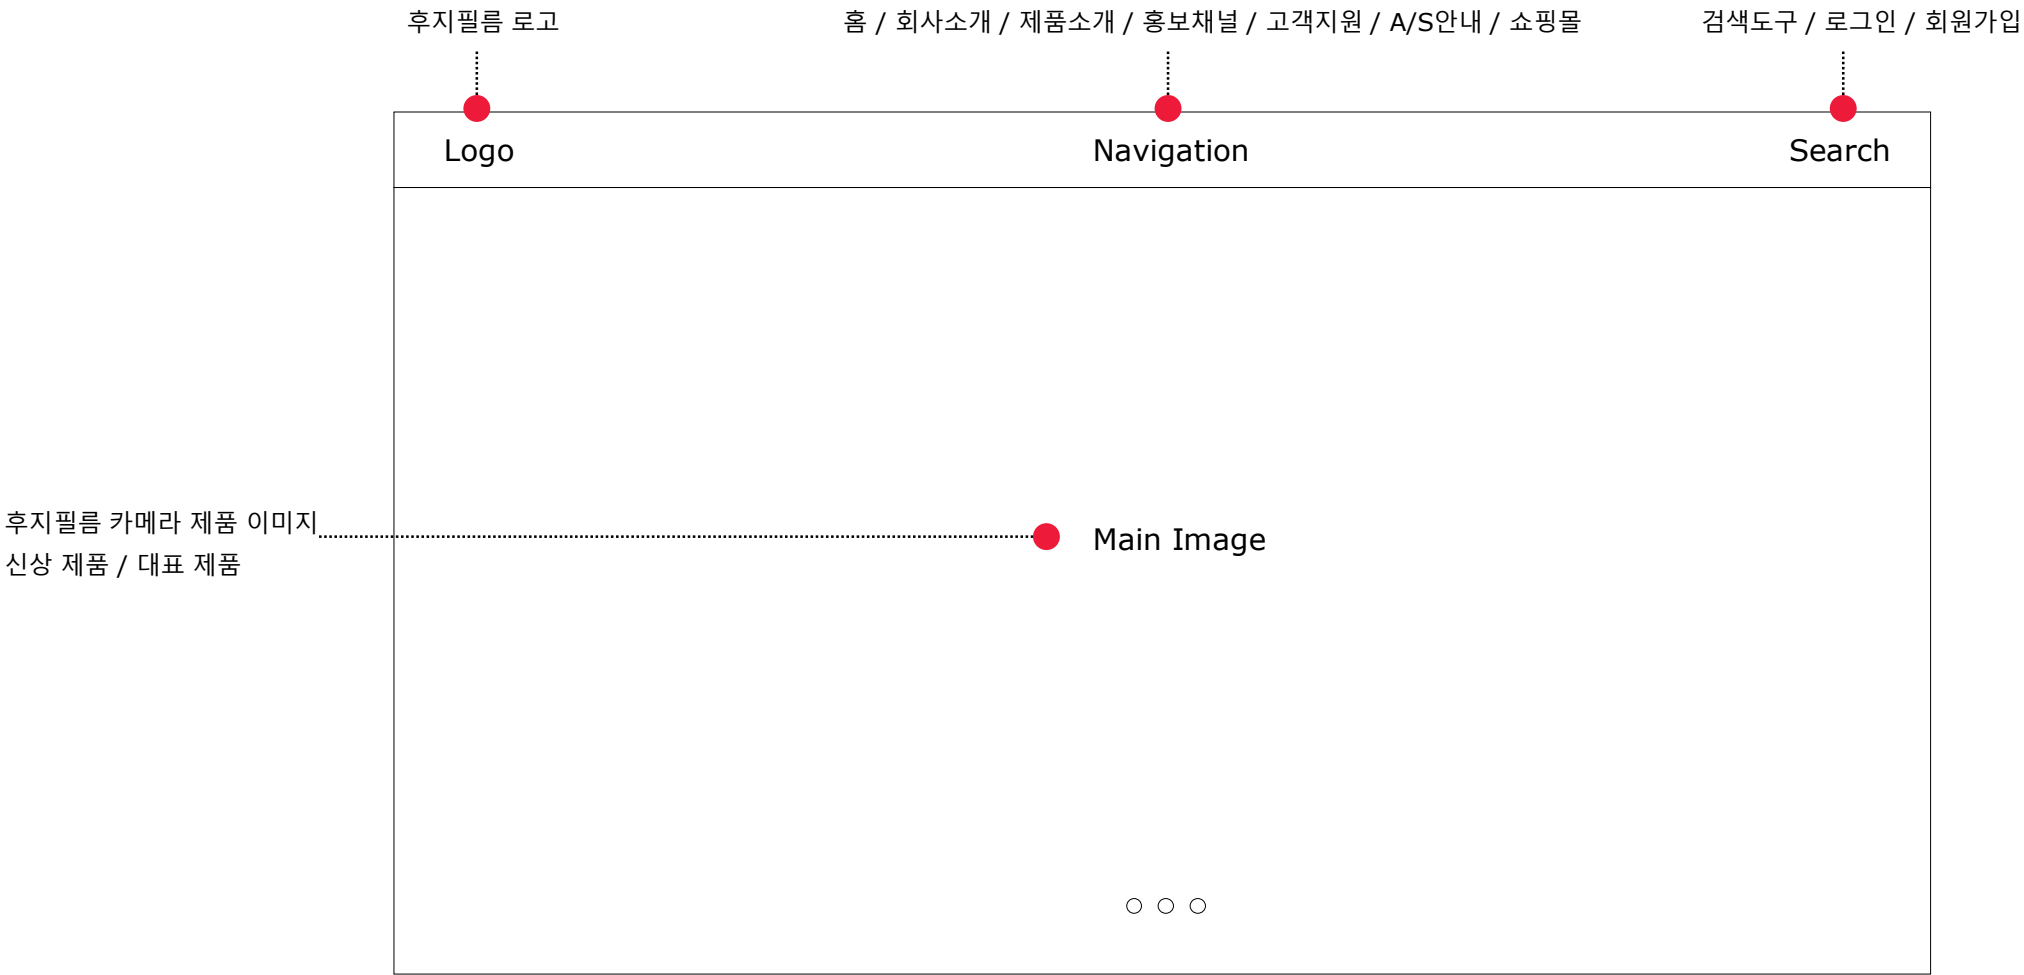 후지필름 로고
홈 / 회사소개 / 제품소개 / 홍보채널 / 고객지원 / A/S안내 / 쇼핑몰
검색도구 / 로그인 / 회원가입
Logo
Navigation
Search
후지필름 카메라 제품 이미지
신상 제품 / 대표 제품
Main Image